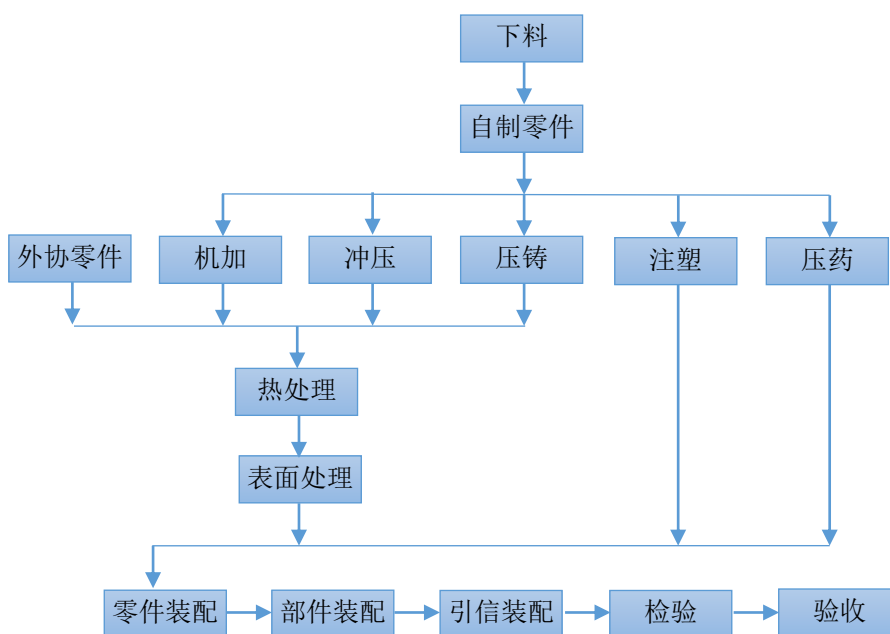 下料
自制零件
外协零件
机加
冲压
压铸
注塑
压药
热处理
表面处理
零件装配
部件装配
引信装配
检验
验收